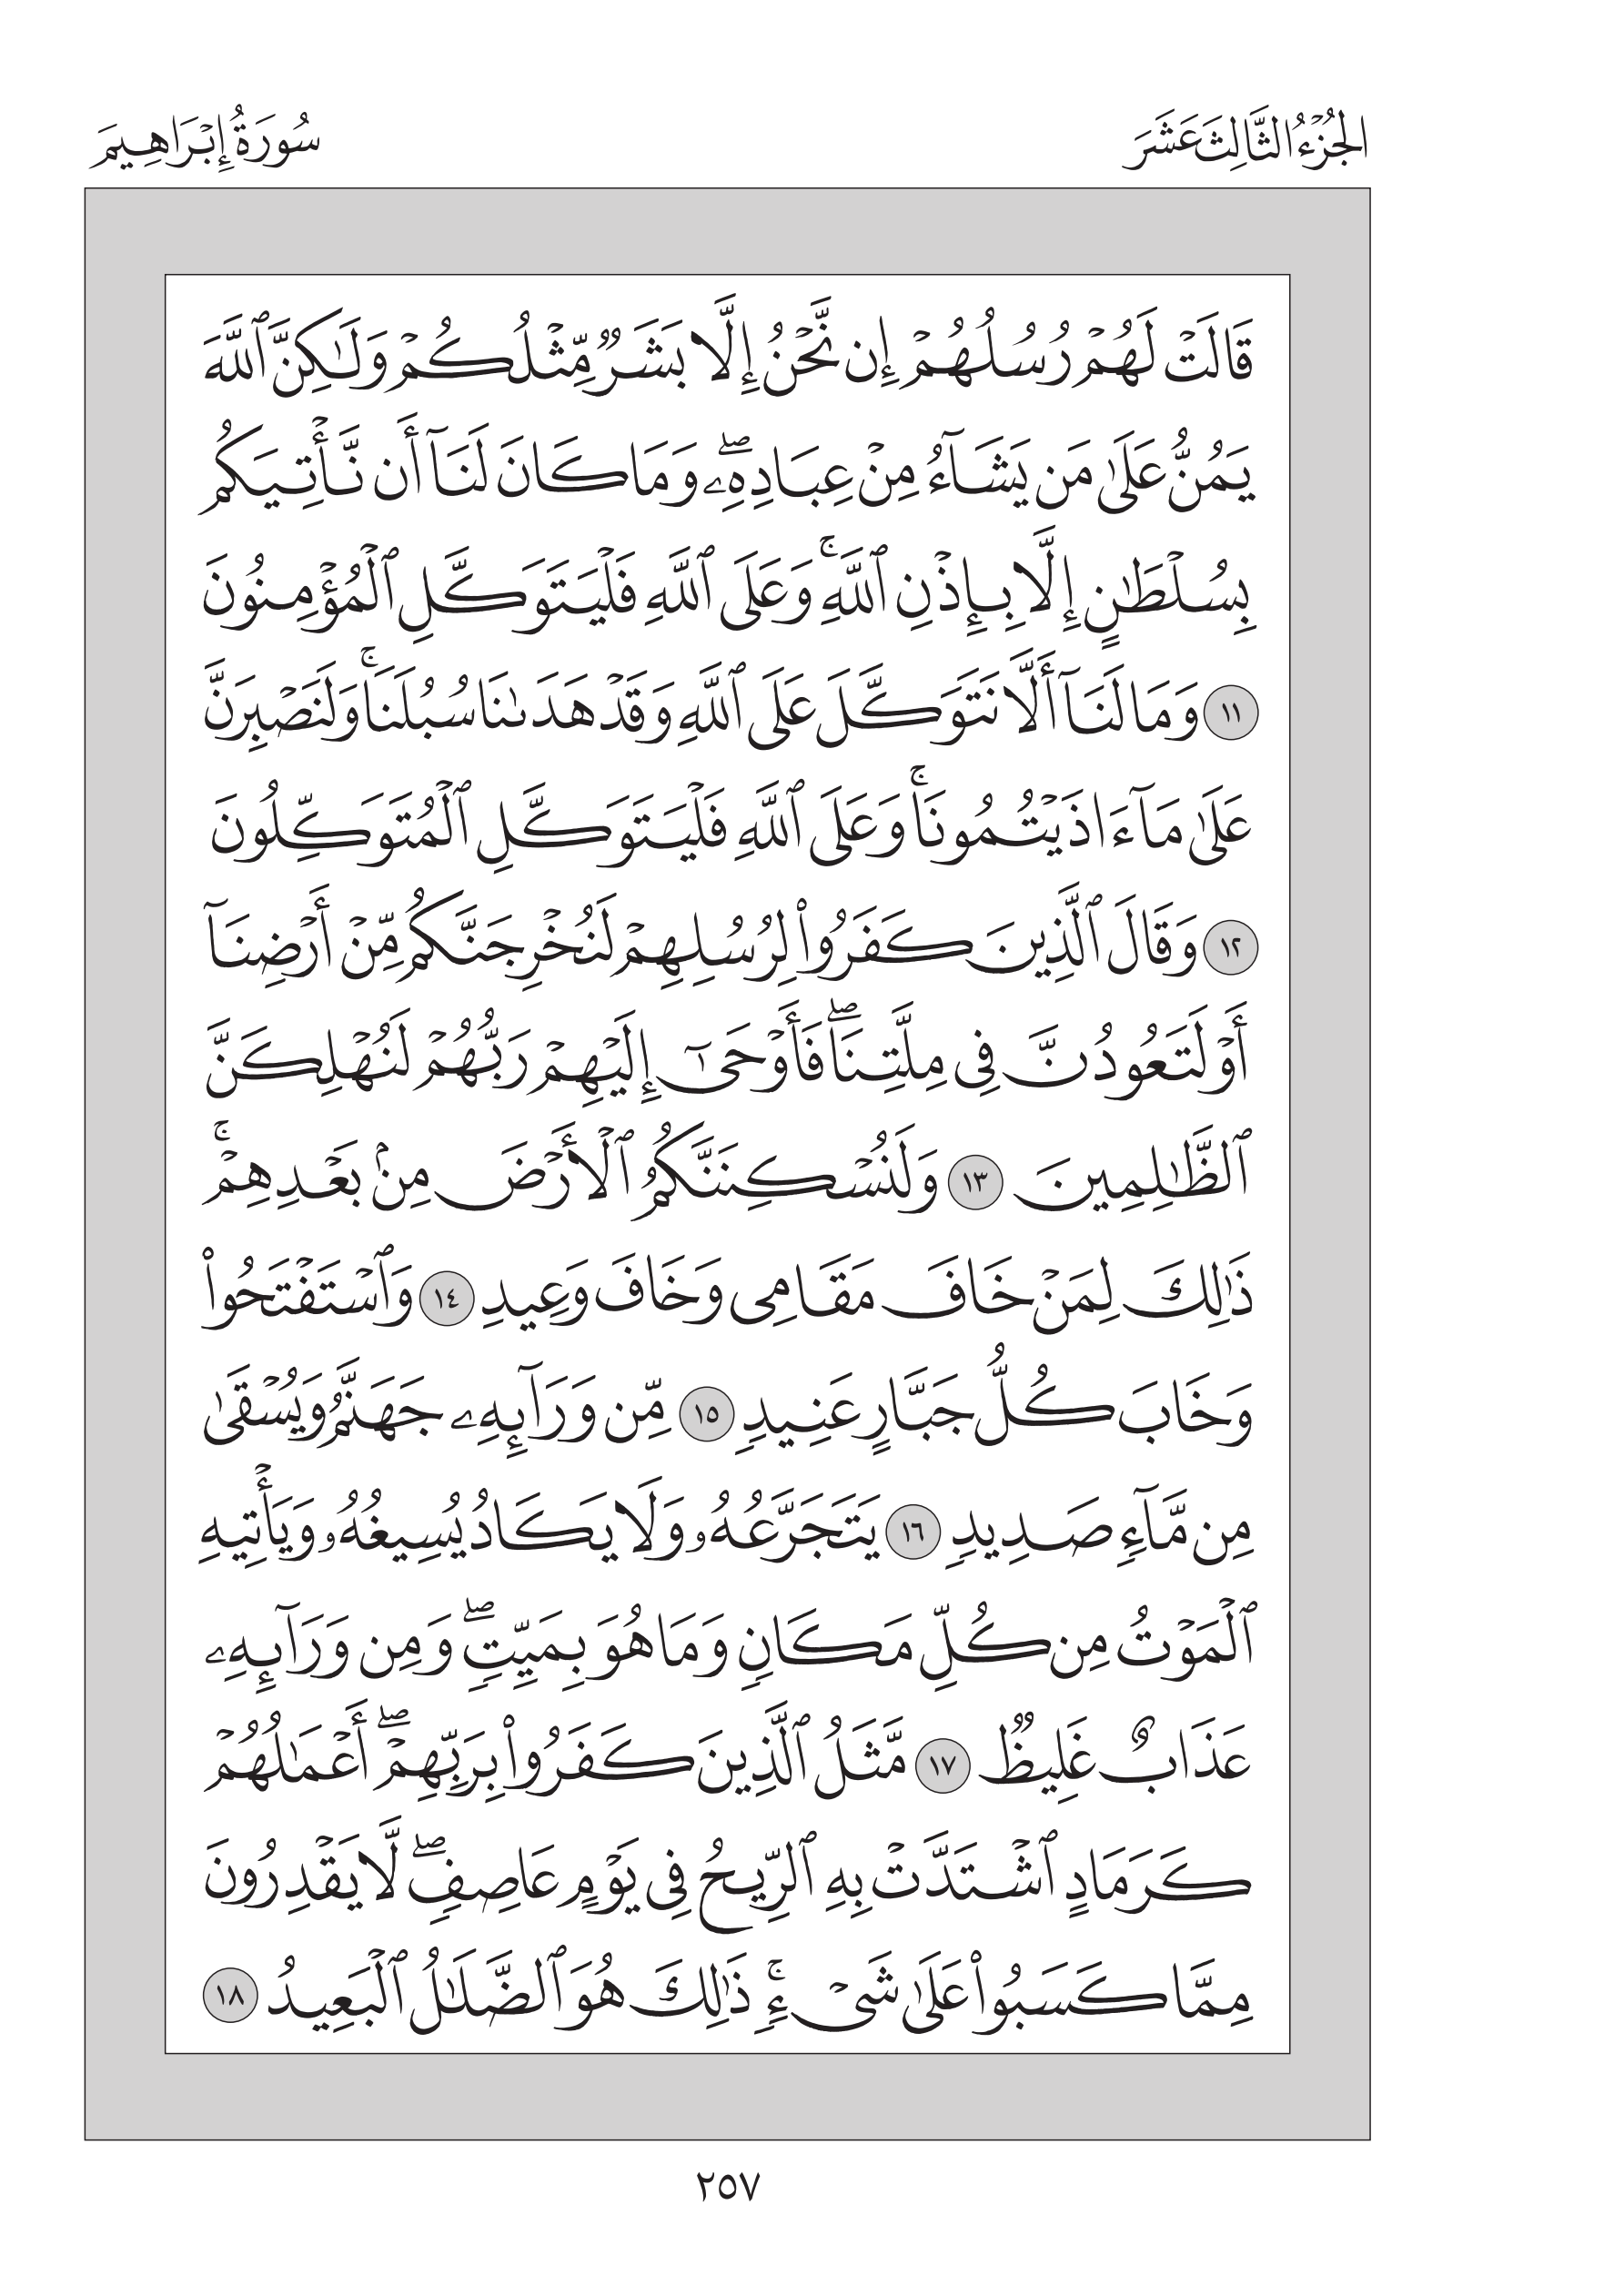 الجُزْءُ الثَّالِثَ عَشَرَ
سُورَةُ إِبْرَاهِيمَ
قَالَتْ لَهُمْ رُسُلُهُمْ إِن نَّحْنُ إِلَّا بَشَرٌ مِّثْلُكُمْ وَلَـٰكِنَّ ٱللَّهَ
يَمُنُّ عَلَىٰ مَن يَشَآءُ مِنْ عِبَادِهِۦۖ وَمَا كَانَ لَنَآ أَن نَّأْتِيَكُم
بِسُلْطَـٰنٍ إِلَّا بِإِذْنِ ٱللَّهِۚ وَعَلَى ٱللَّهِ فَلْيَتَوَكَّلِ ٱلْمُؤْمِنُونَ
١١ وَمَا لَنَآ أَلَّا نَتَوَكَّلَ عَلَى ٱللَّهِ وَقَدْ هَدَىٰنَا سُبُلَنَاۚ وَلَنَصْبِرَنَّ
عَلَىٰ مَآ ءَاذَيْتُمُونَاۚ وَعَلَى ٱللَّهِ فَلْيَتَوَكَّلِ ٱلْمُتَوَكِّلُونَ
١٢ وَقَالَ ٱلَّذِينَ كَفَرُوا۟ لِرُسُلِهِمْ لَنُخْرِجَنَّكُم مِّنْ أَرْضِنَآ
أَوْ لَتَعُودُنَّ فِى مِلَّتِنَاۖ فَأَوْحَىٰٓ إِلَيْهِمْ رَبُّهُمْ لَنُهْلِكَنَّ
ٱلظَّـٰلِمِينَ ١٣ وَلَنُسْكِنَنَّكُمُ ٱلْأَرْضَ مِنۢ بَعْدِهِمْۚ
ذَٰلِكَ لِمَنْ خَافَ مَقَامِى وَخَافَ وَعِيدِ ١٤ وَٱسْتَفْتَحُوا۟
وَخَابَ كُلُّ جَبَّارٍ عَنِيدٍ ١٥ مِّن وَرَآئِهِۦ جَهَنَّمُ وَيُسْقَىٰ
مِن مَّآءٍ صَدِيدٍ ١٦ يَتَجَرَّعُهُۥ وَلَا يَكَادُ يُسِيغُهُۥ وَيَأْتِيهِ
ٱلْمَوْتُ مِن كُلِّ مَكَانٍ وَمَا هُوَ بِمَيِّتٍۖ وَمِن وَرَآئِهِۦ
عَذَابٌ غَلِيظٌ ١٧ مَّثَلُ ٱلَّذِينَ كَفَرُوا۟ بِرَبِّهِمْۖ أَعْمَـٰلُهُمْ
كَرَمَادٍ ٱشْتَدَّتْ بِهِ ٱلرِّيحُ فِى يَوْمٍ عَاصِفٍۖ لَّا يَقْدِرُونَ
مِمَّا كَسَبُوا۟ عَلَىٰ شَىْءٍۚ ذَٰلِكَ هُوَ ٱلضَّلَـٰلُ ٱلْبَعِيدُ ١٨
٢٥٧